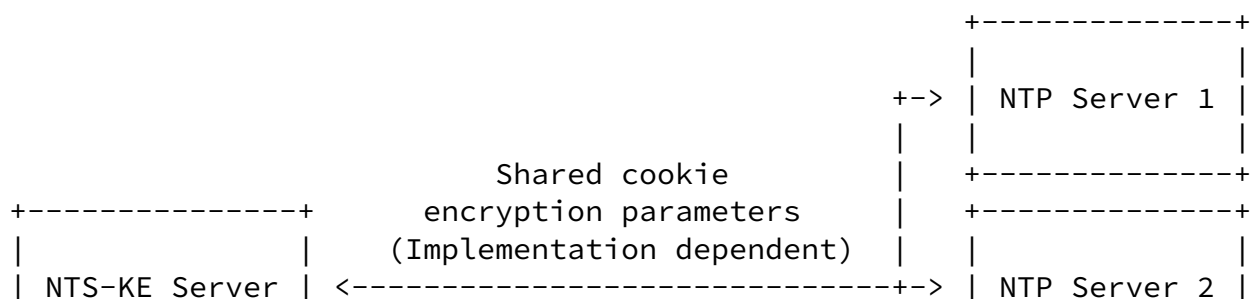 +--------------+
                                                       |              |
                                                  +-> | NTP Server 1 |
                                                  |   |              |
                              Shared cookie       |   +--------------+
+---------------+      encryption parameters      |   +--------------+
|               |    (Implementation dependent)   |   |              |
| NTS-KE Server | <------------------------------+-> | NTP Server 2 |